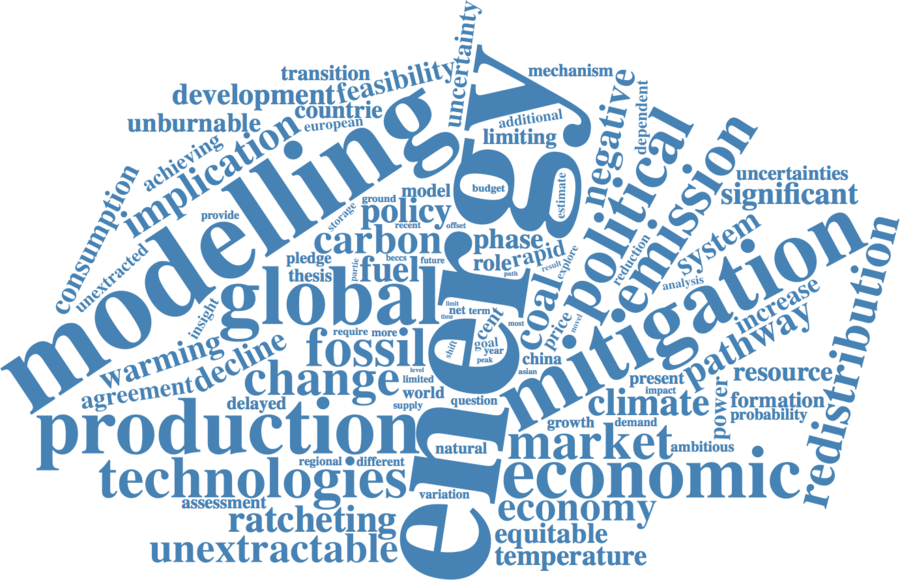 uncertainty
transition
feasibility
mechanism
development
negative
dependent
countrie
additional
unburnable
european
limiting
achieving
implication
political
emission
modelling
energy
consumption
uncertainties
significant
model
budget
estimate
ground
storage
policy
recent
offset
provide
carbon
phase
rapid
system
redistribution
pledge
beccs
future
role
explore
reduction
unextracted
thesis
partie
fuel
path
result
analysis
global
coal
mitigation
insight
limit
net
term
time
price
novel
increase
require
more
most
recent
warming
decline
fossil
shift
goal
year
peak
china
pathway
agreement
change
level
limited
asian
present
impact
resource
delayed
world
supply
question
climate
power
formation
probability
production
growth
demand
natural
market
ambitious
technologies
regional
different
variation
economic
assessment
ratcheting
economy
unextractable
equitable
temperature